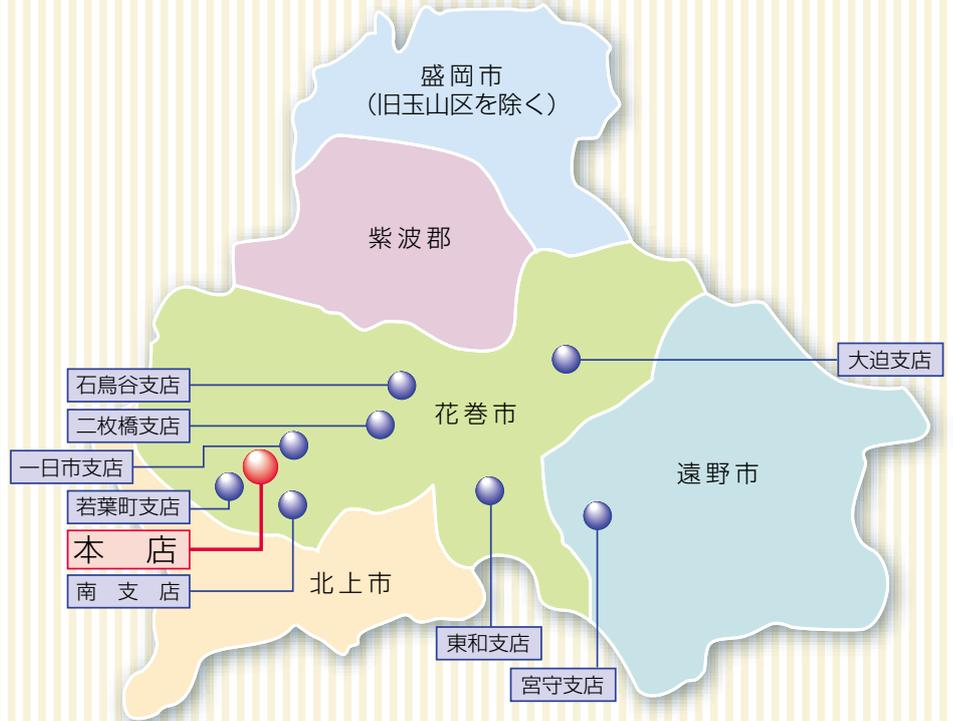 盛岡市
（旧玉山区を除く）
紫波郡
大迫支店
石鳥谷支店
花巻市
二枚橋支店
一日市支店
遠野市
若葉町支店
本　店
北上市
南　支　店
東和支店
宮守支店